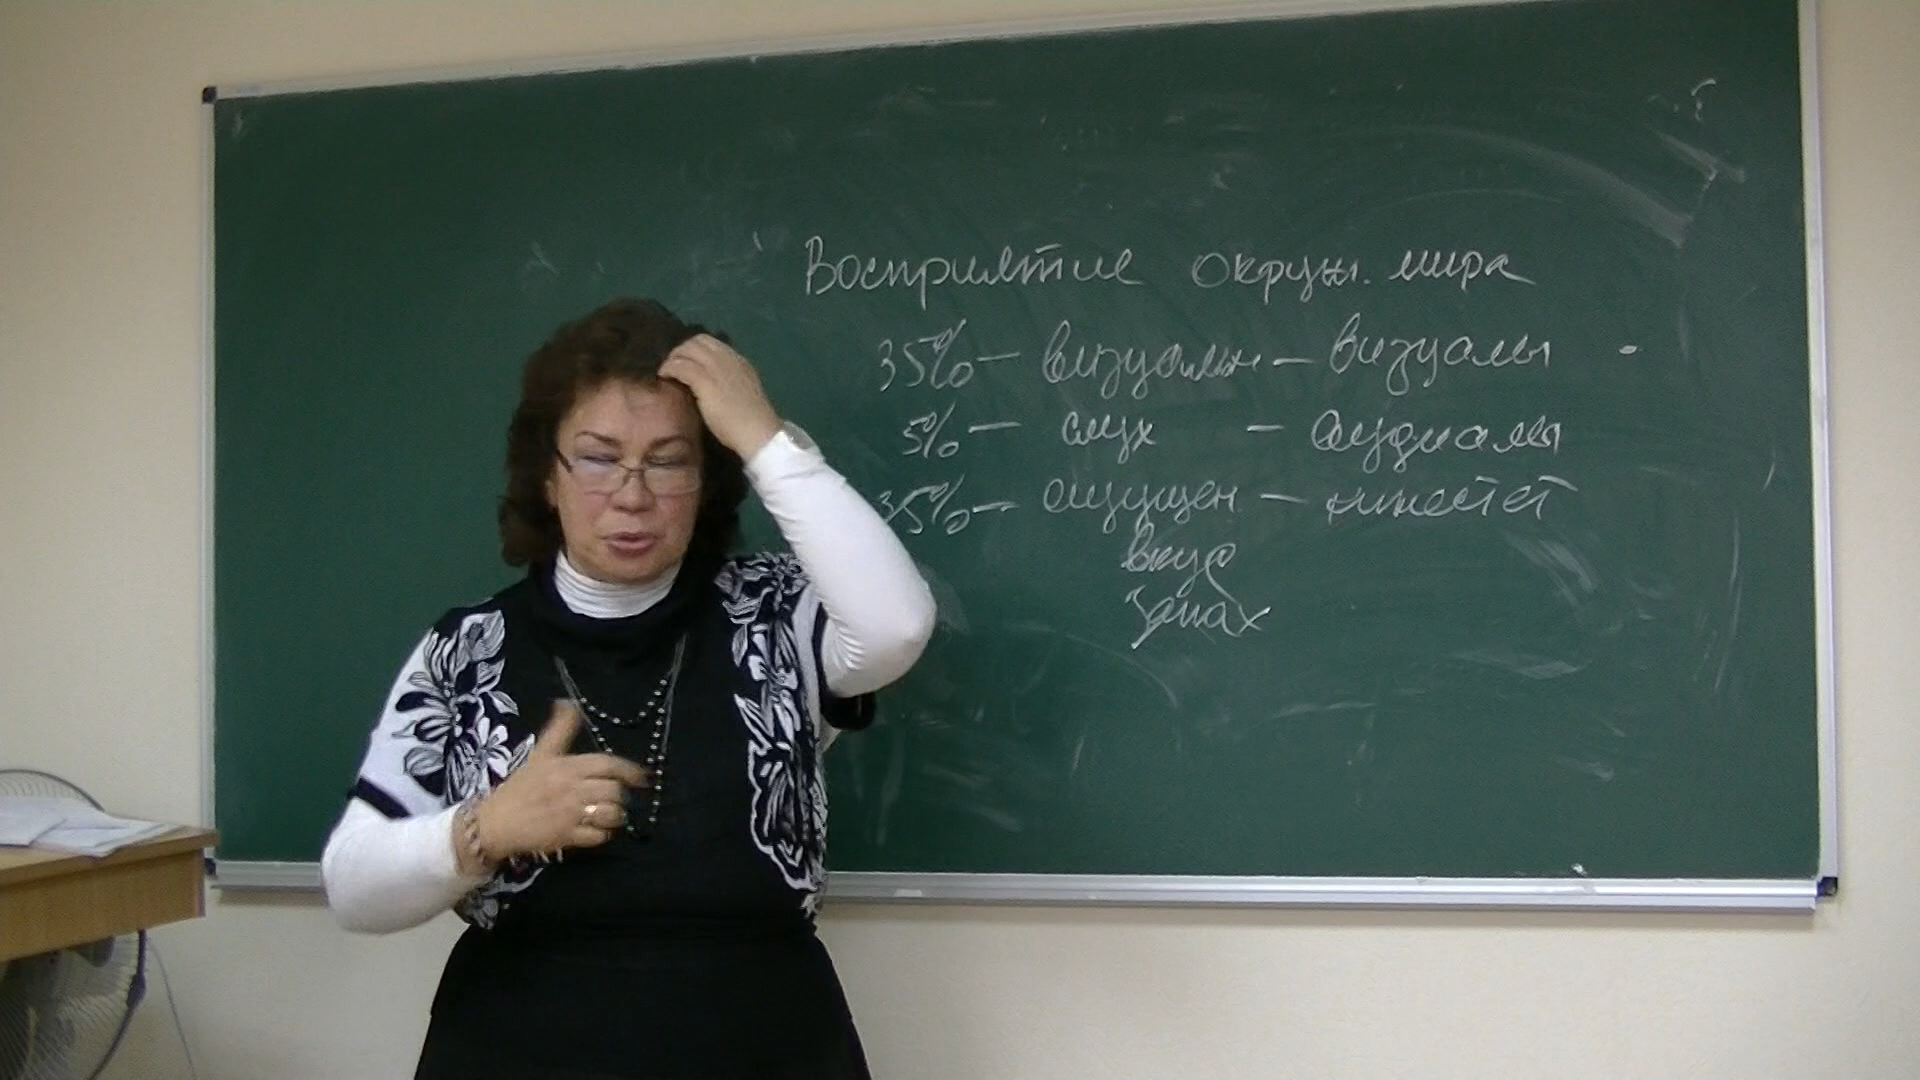 Восприятие окруж. мира
35% — визуальн — визуалы
5% — слух — аудиалы
35% — ощущен — кинестет
вкус
запах